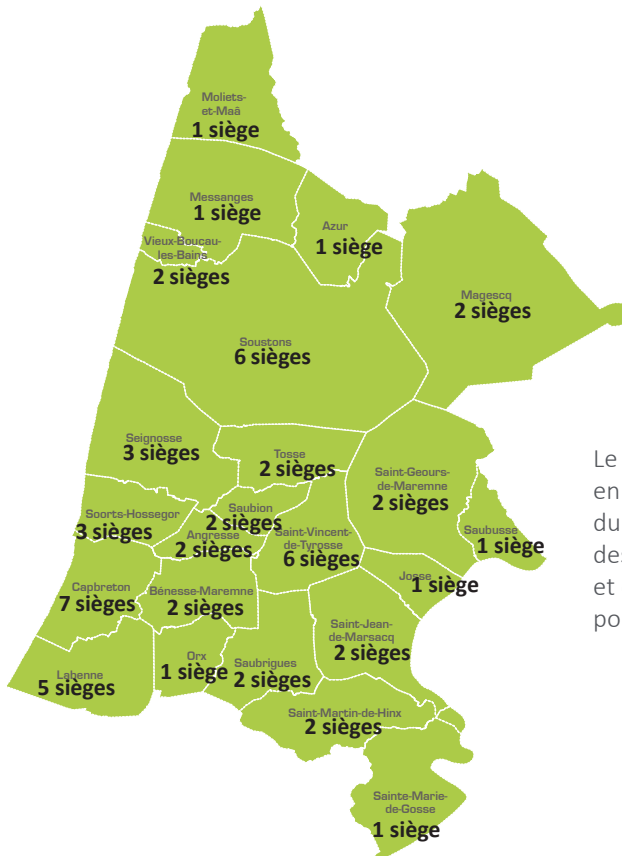 Moliets-
et-Maâ
1 siège
Messanges
1 siège
Azur
1 siège
Vieux-Boucau-
les-Bains
2 sièges
Magescq
2 sièges
Soustons
6 sièges
Seignosse
3 sièges
Tosse
2 sièges
Saint-Geours-
de-Maremne
2 sièges
Saubusse
1 siège
Soorts-Hossegor
3 sièges
Saubion
2 sièges
Angresse
2 sièges
Saint-Vincent-
de-Tyrosse
6 sièges
Josse
1 siège
Capbreton
7 sièges
Bénesse-Maremne
2 sièges
Saint-Jean-
de-Marsacq
2 sièges
Labenne
5 sièges
Orx
1 siège
Saubrigues
2 sièges
Saint-Martin-de-Hinx
2 sièges
Sainte-Marie-
de-Gosse
1 siège
Le
en
du
des
et
po